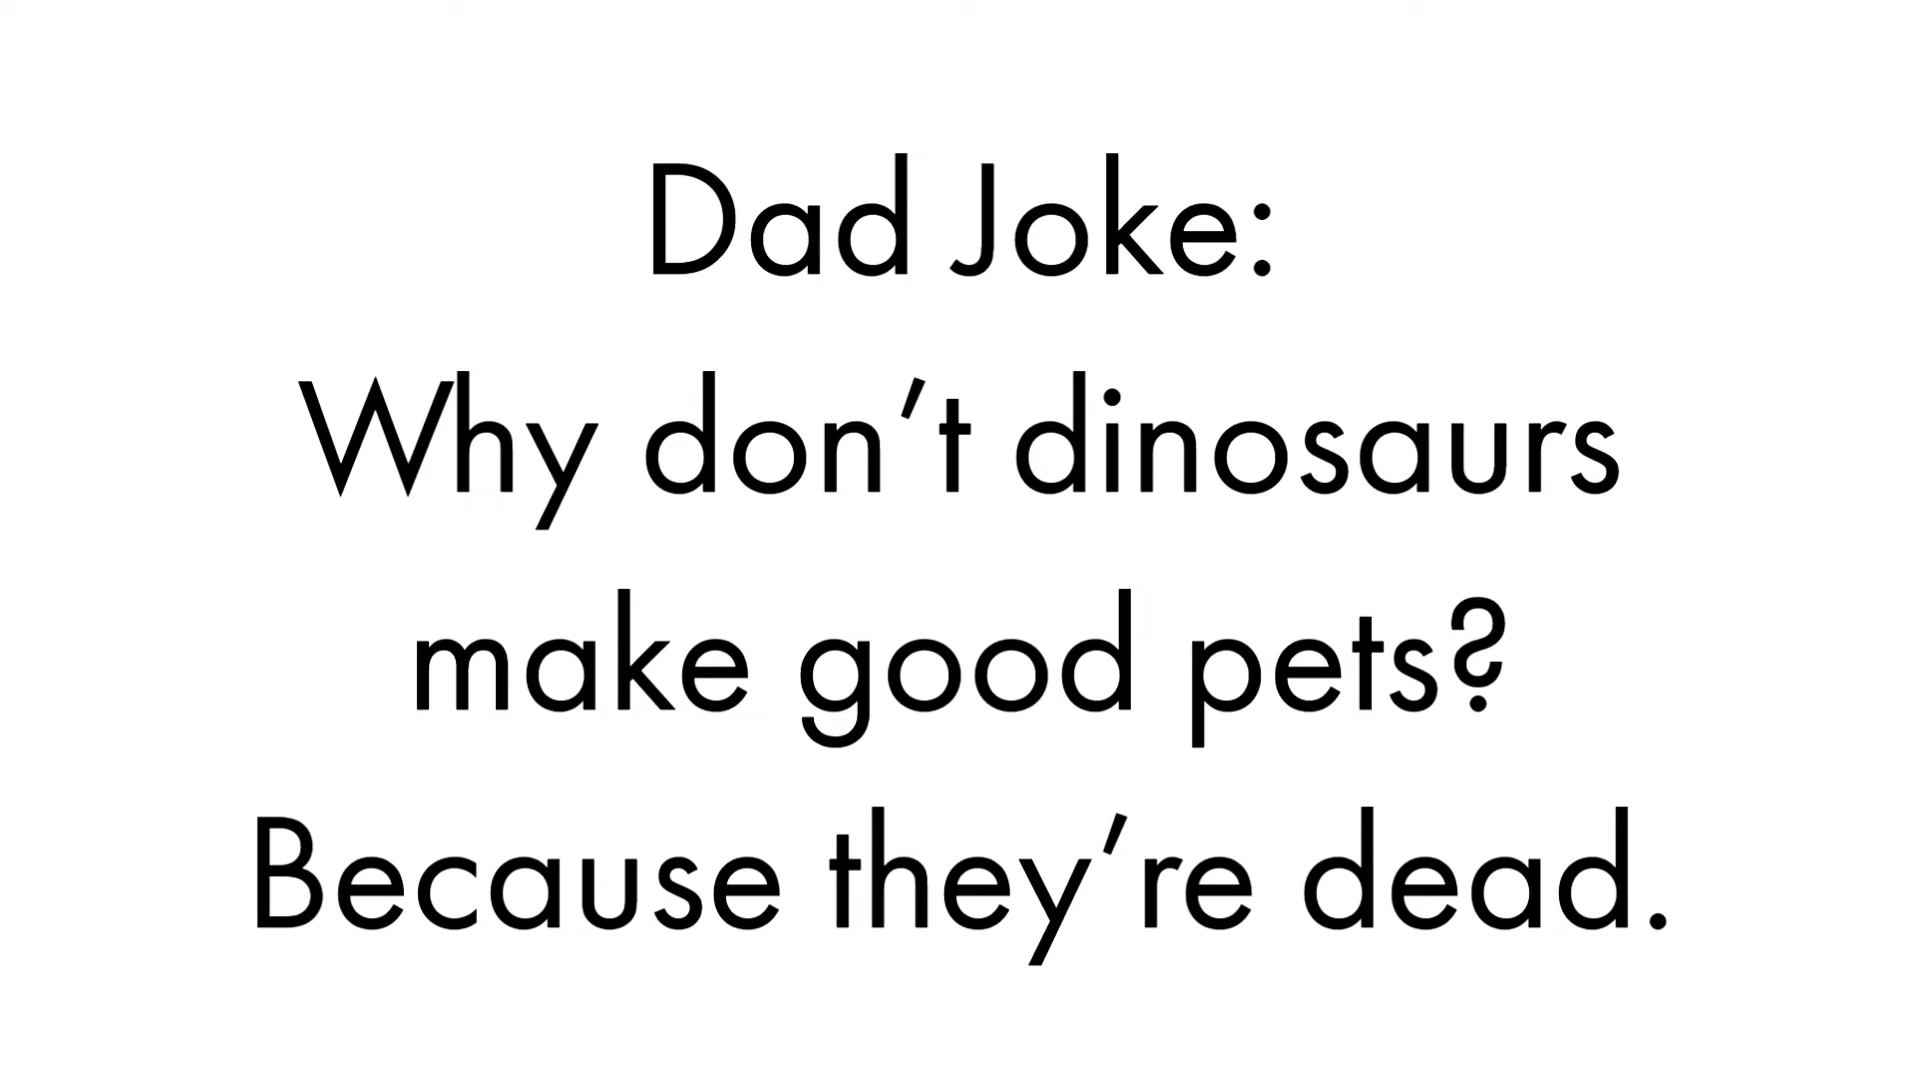 Dad Joke:
Why don’t dinosaurs
make good pets?
Because they’re dead.